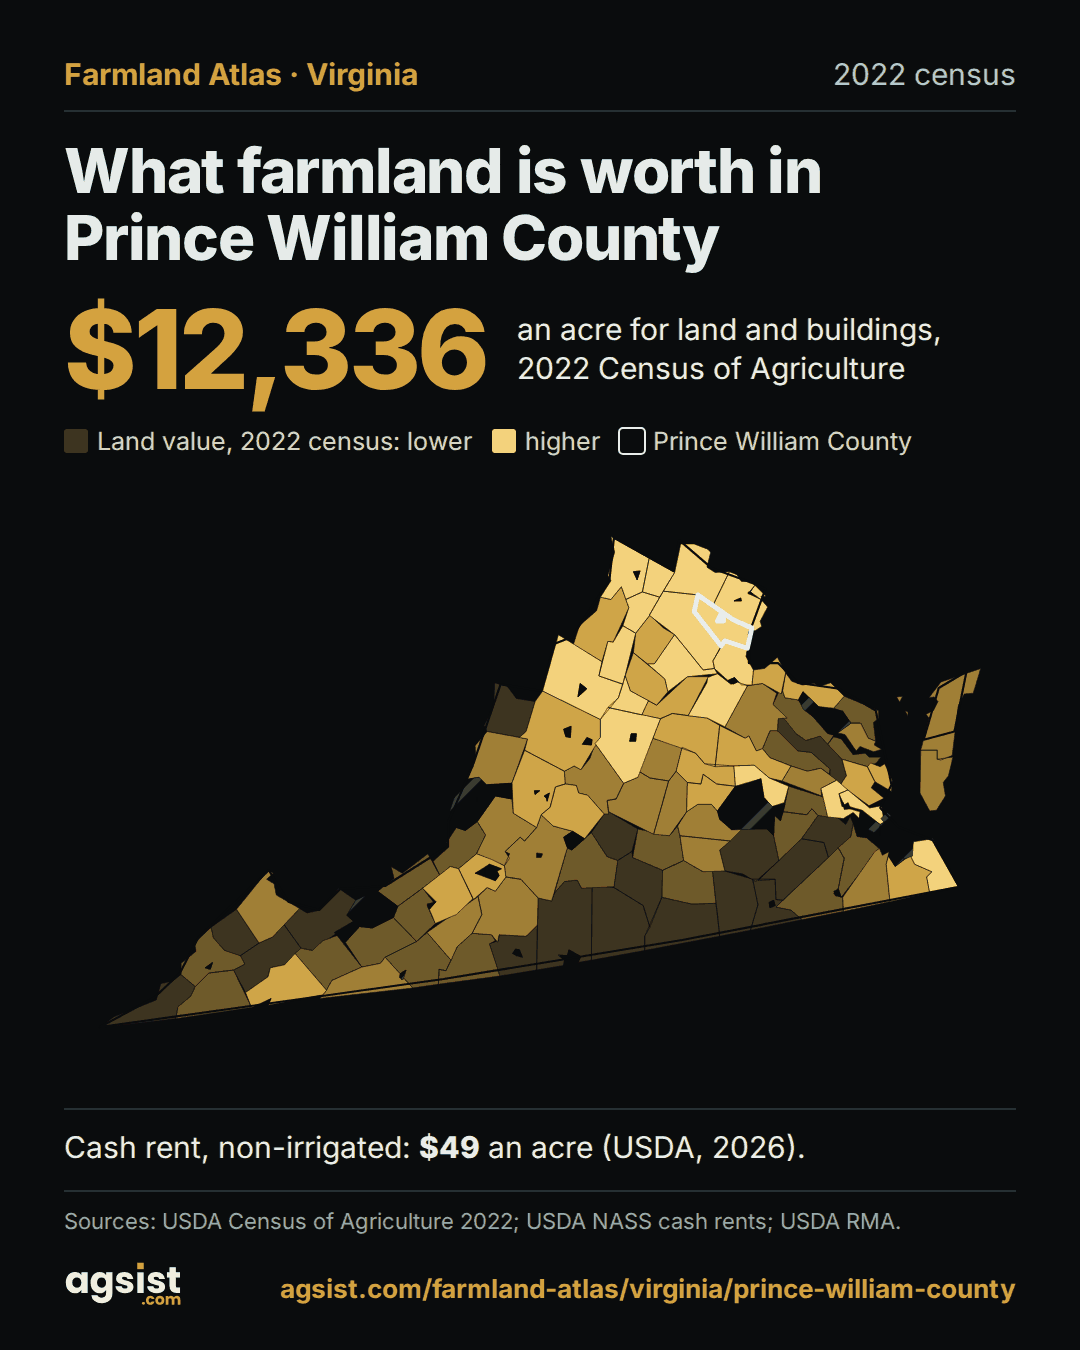 Farmland Atlas · Virginia
2022 census
What farmland is worth in
Prince William County
$12,336
an acre for land and buildings,
2022 Census of Agriculture
Land value, 2022 census: lower
higher
Prince William County
Cash rent, non-irrigated: $49 an acre (USDA, 2026).
Sources: USDA Census of Agriculture 2022; USDA NASS cash rents; USDA RMA.
agsist
.com
agsist.com/farmland-atlas/virginia/prince-william-county